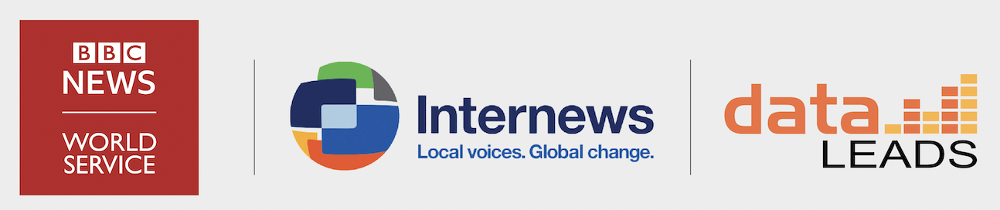 BBC
NEWS
WORLD
SERVICE
Internews
Local voices. Global change.
data
LEADS